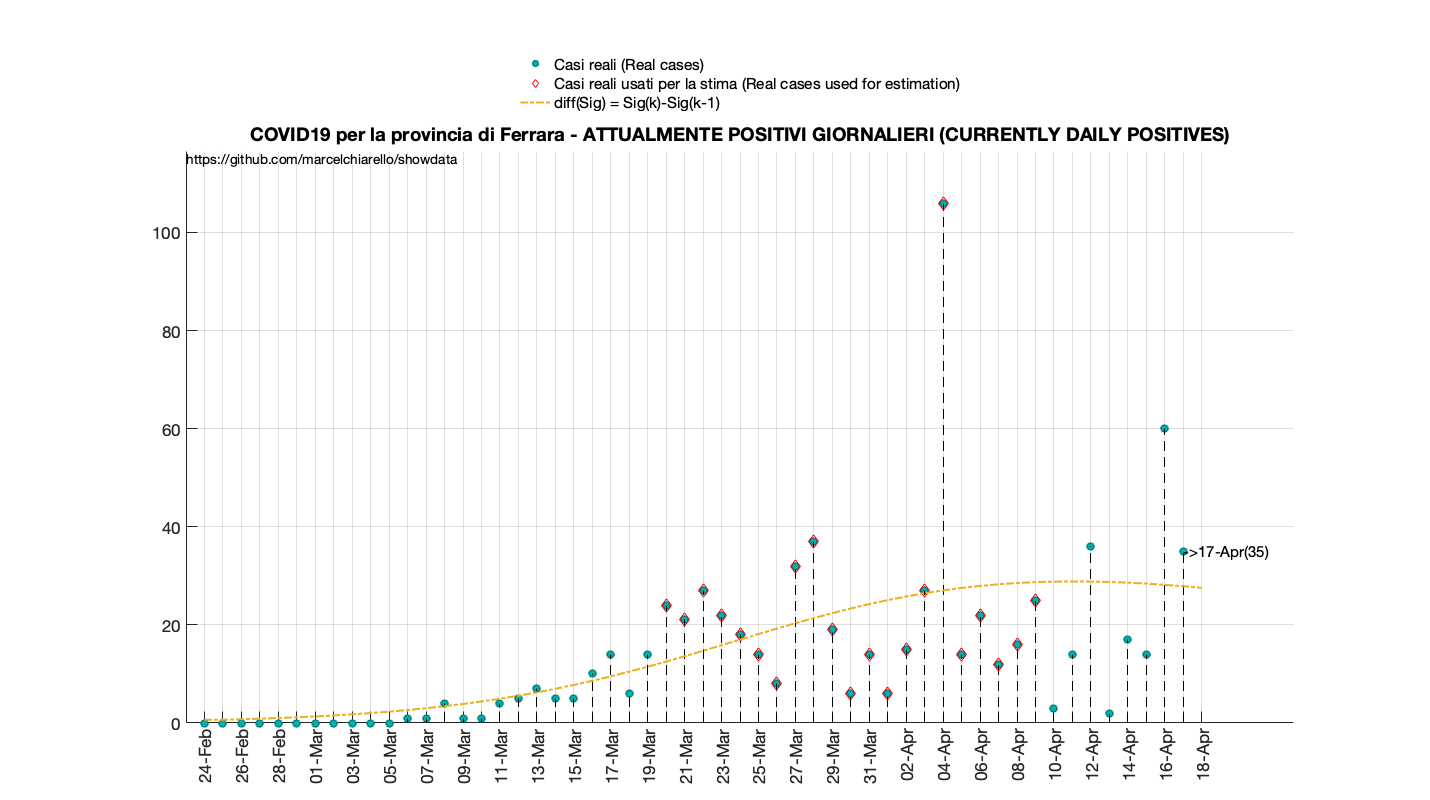 Casi reali (Real cases)
Casi reali usati per la stima (Real cases used for estimation)
diff(Sig) = Sig(k)-Sig(k-1)
COVID19 per la provincia di Ferrara - ATTUALMENTE POSITIVI GIORNALIERI (CURRENTLY DAILY POSITIVES)
https://github.com/marcelchiarello/showdata
100
80
60
40
20
0
>17-Apr(35)
24-Feb
26-Feb
28-Feb
01-Mar
03-Mar
05-Mar
07-Mar
09-Mar
11-Mar
13-Mar
15-Mar
17-Mar
19-Mar
21-Mar
23-Mar
25-Mar
27-Mar
29-Mar
31-Mar
02-Apr
04-Apr
06-Apr
08-Apr
10-Apr
12-Apr
14-Apr
16-Apr
18-Apr